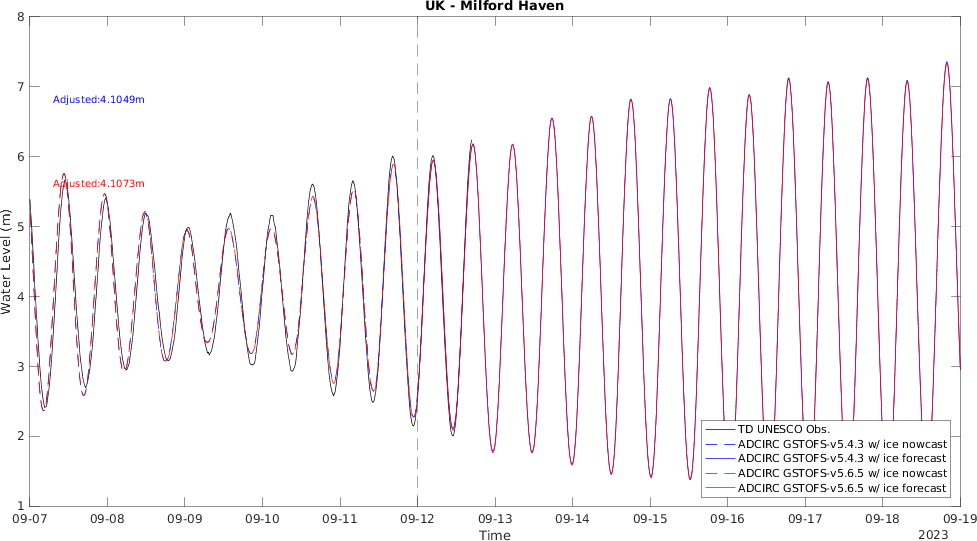 UK - Milford Haven
8
7
6
5
4
3
2
1
Water Level (m)
Adjusted:4.1049m
Adjusted:4.1073m
TD UNESCO Obs.
ADCIRC GSTOFS-v5.4.3 w/ ice nowcast
ADCIRC GSTOFS-v5.4.3 w/ ice forecast
ADCIRC GSTOFS-v5.6.5 w/ ice nowcast
ADCIRC GSTOFS-v5.6.5 w/ ice forecast
09-07 09-08 09-09 09-10 09-11 09-12 09-13 09-14 09-15 09-16 09-17 09-18 09-19
Time
2023